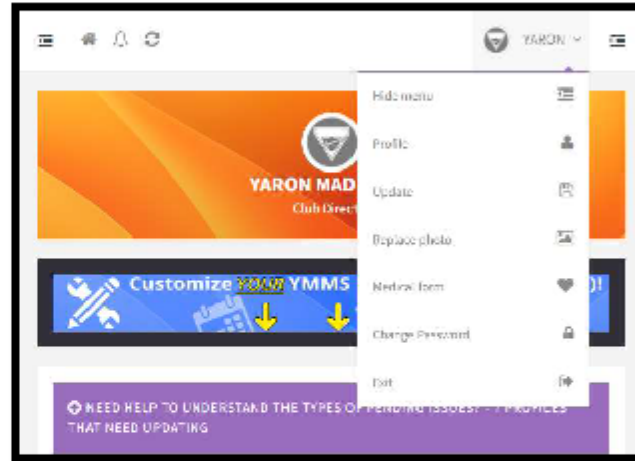 YARON
Hide menu
Profile
Update
Replace photo
Medical form
Change Password
Exit
YARON MAD
Club Direct
Customize YOUR YMMS
)!
NEED HELP TO UNDERSTAND THE TYPES OF PENDING ISSUES? - 7 PROFILES
THAT NEED UPDATING